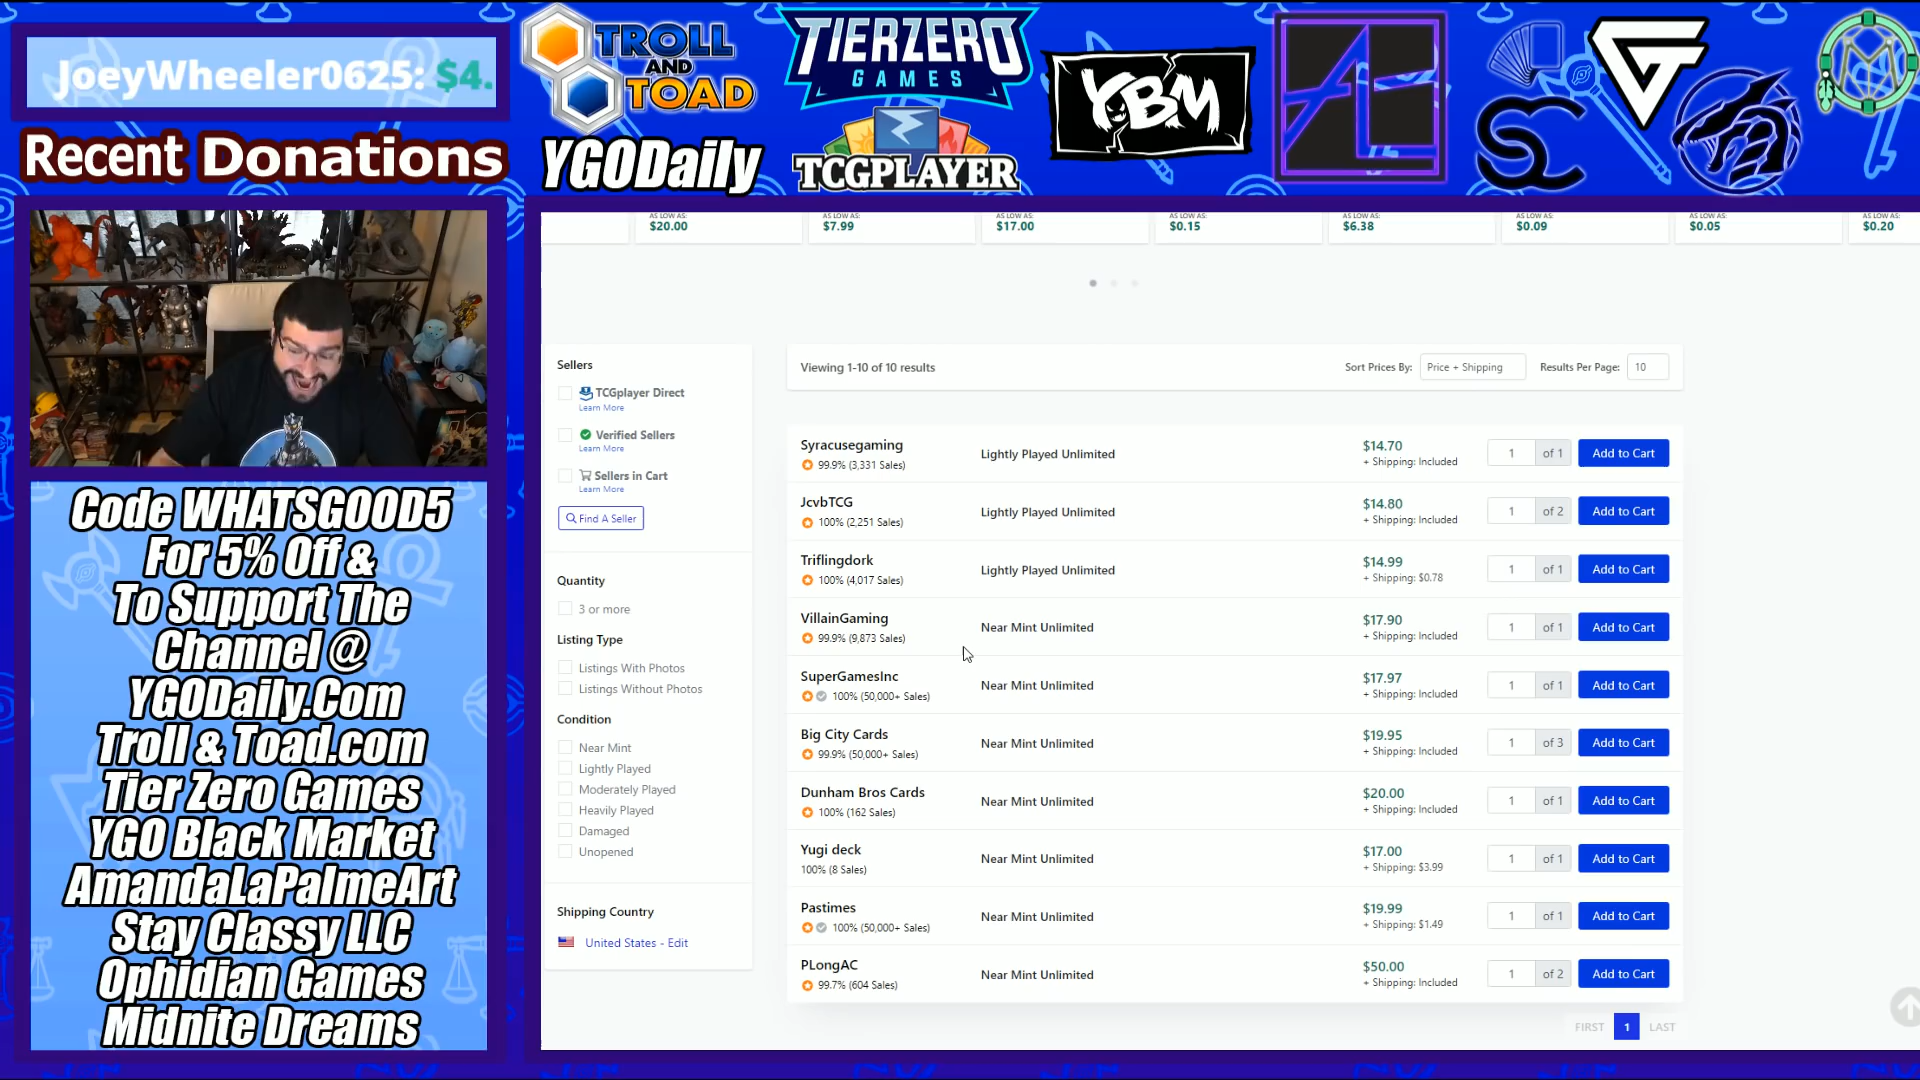 JoeyWheeler0625: $4.
Recent Donations
TROLL
AND
TOAD
YGODaily
TIERZERO
GAMES
TCGPLAYER
YBM
Code WHATSGOOD5
For 5% Off &
To Support The
Channel @
YGODaily.Com
Troll & Toad.com
Tier Zero Games
YGO Black Market
AmandaLaPalmeArt
Stay Classy LLC
Ophidian Games
Midnite Dreams
AS LOW AS: AS LOW AS: AS LOW AS: AS LOW AS: AS LOW AS: AS LOW AS: AS LOW AS: AS LOW AS:
$20.00 $7.99 $17.00 $0.15 $6.38 $0.09 $0.05 $0.20
Sellers
TCGplayer Direct
Learn More
Verified Sellers
Learn More
Sellers in Cart
Learn More
Find A Seller
Quantity
3 or more
Listing Type
Listings With Photos
Listings Without Photos
Condition
Near Mint
Lightly Played
Moderately Played
Heavily Played
Damaged
Unopened
Shipping Country
United States - Edit
Viewing 1-10 of 10 results Sort Prices By: Price + Shipping Results Per Page: 10
Syracusegaming
99.9% (3,331 Sales) Lightly Played Unlimited $14.70 + Shipping: Included 1 of 1 Add to Cart
JcvbTCG
100% (2,251 Sales) Lightly Played Unlimited $14.80 + Shipping: Included 1 of 2 Add to Cart
Triflingdork
100% (4,017 Sales) Lightly Played Unlimited $14.99 + Shipping: $0.78 1 of 1 Add to Cart
VillainGaming
99.9% (9,873 Sales) Near Mint Unlimited $17.90 + Shipping: Included 1 of 1 Add to Cart
SuperGamesInc
100% (50,000+ Sales) Near Mint Unlimited $17.97 + Shipping: Included 1 of 1 Add to Cart
Big City Cards
99.9% (50,000+ Sales) Near Mint Unlimited $19.95 + Shipping: Included 1 of 3 Add to Cart
Dunham Bros Cards
100% (162 Sales) Near Mint Unlimited $20.00 + Shipping: Included 1 of 1 Add to Cart
Yugi deck
100% (8 Sales) Near Mint Unlimited $17.00 + Shipping: $3.99 1 of 1 Add to Cart
Pastimes
100% (50,000+ Sales) Near Mint Unlimited $19.99 + Shipping: $1.49 1 of 1 Add to Cart
PLongAC
99.7% (604 Sales) Near Mint Unlimited $50.00 + Shipping: Included 1 of 2 Add to Cart
FIRST 1 LAST